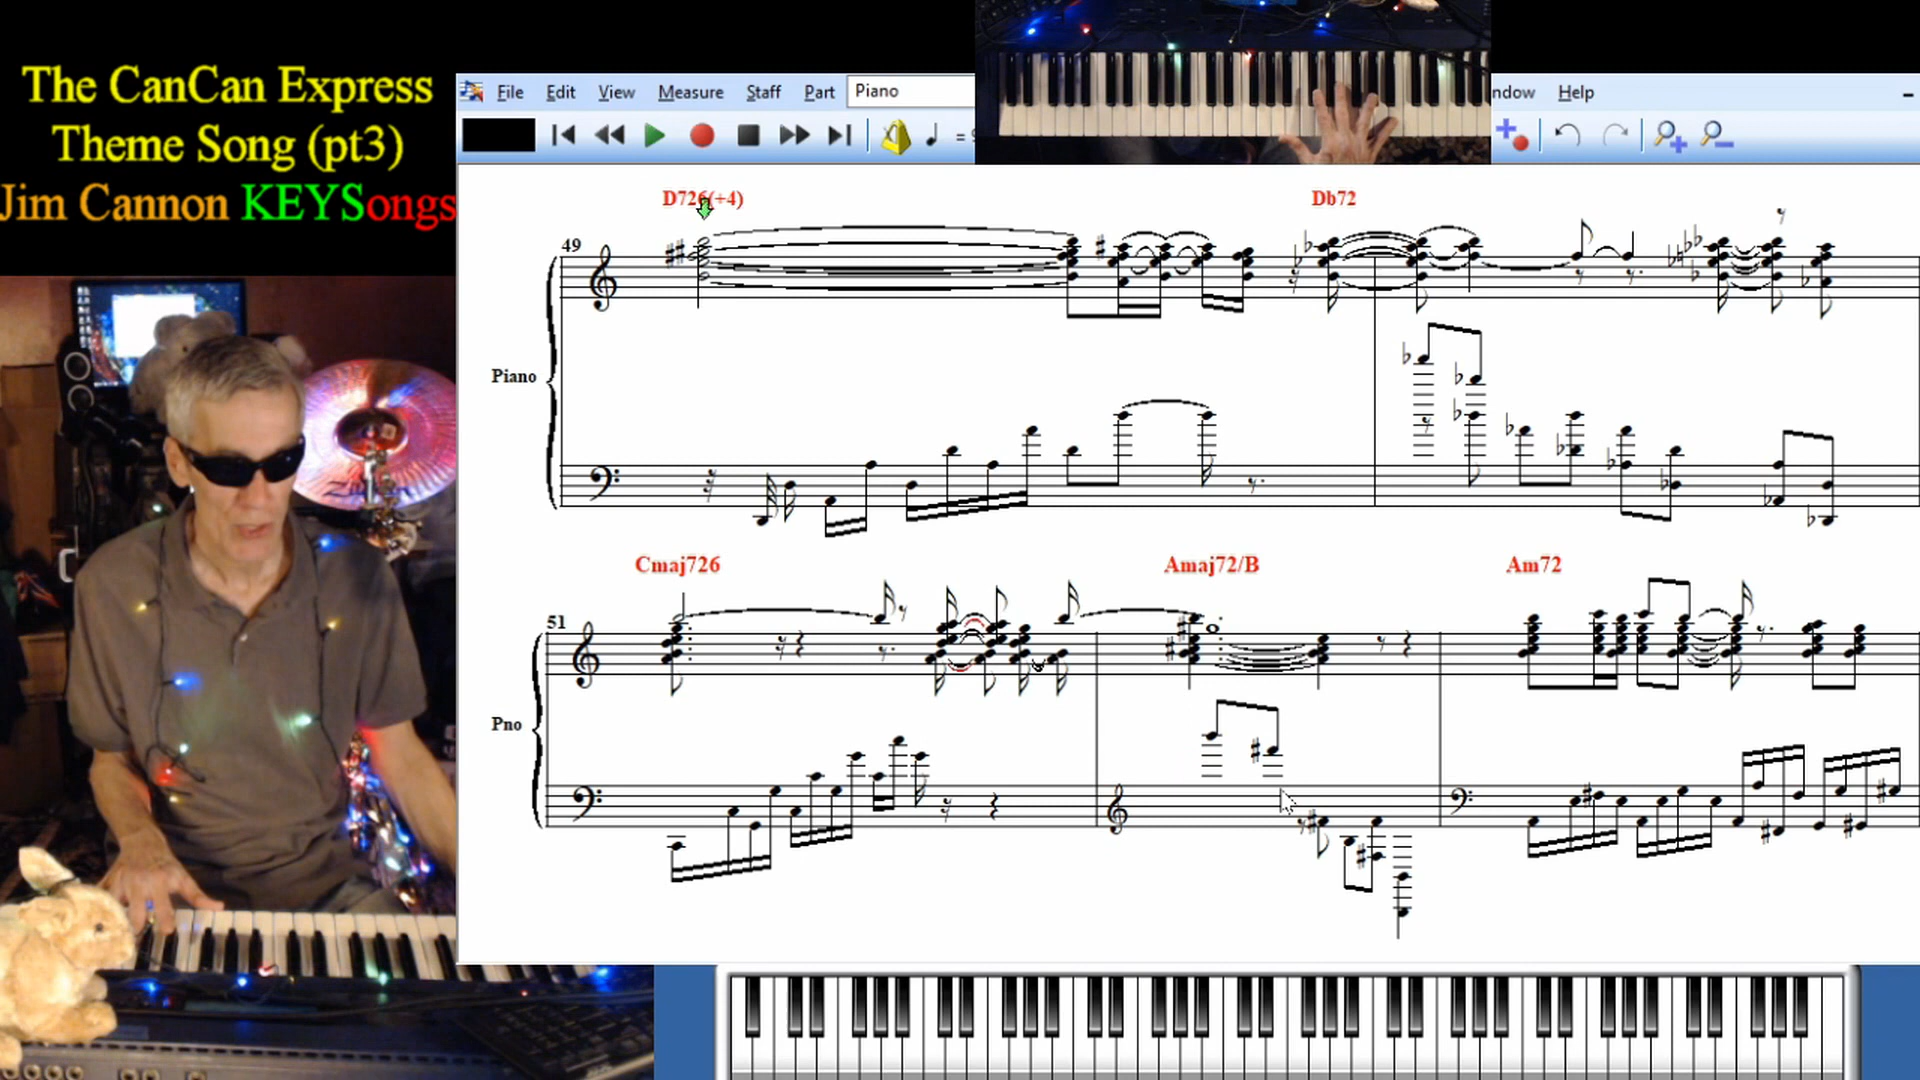 The CanCan Express
Theme Song (pt3)
Jim Cannon KEYSongs
File Edit View Measure Staff Part Piano
ndow Help
=
D726(+4) Db72
49
Piano
Cmaj726 Amaj72/B Am72
51
Pno